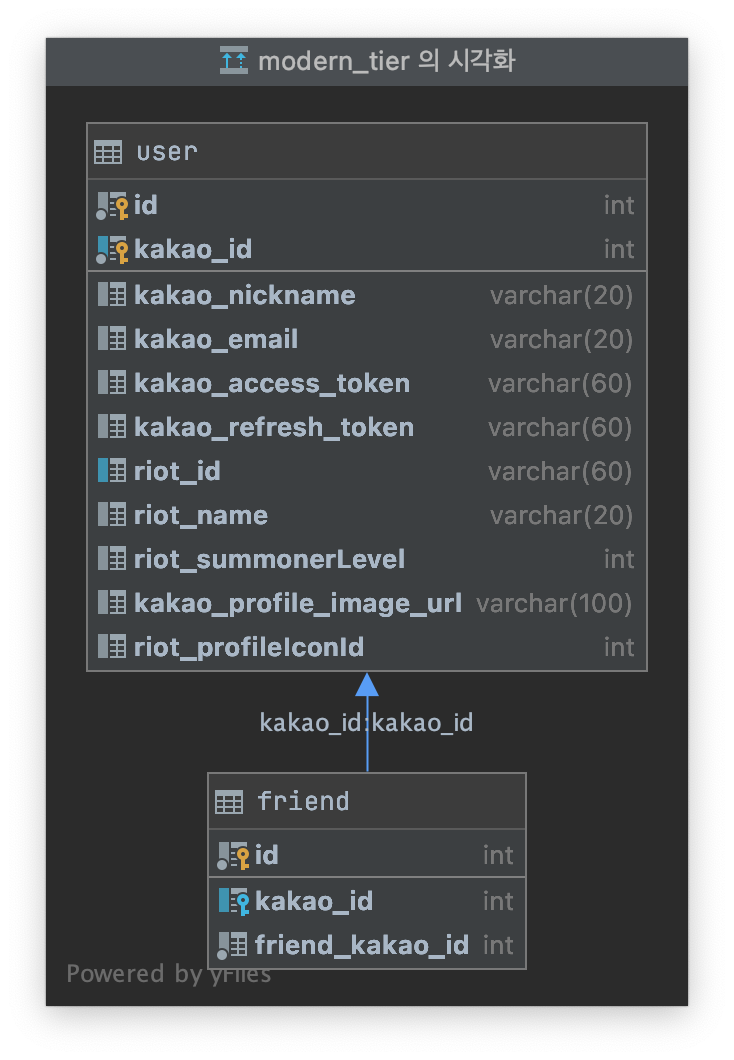 modern_tier 의 시각화
user
id int
kakao_id int
kakao_nickname varchar(20)
kakao_email varchar(20)
kakao_access_token varchar(60)
kakao_refresh_token varchar(60)
riot_id varchar(60)
riot_name varchar(20)
riot_summonerLevel int
kakao_profile_image_url varchar(100)
riot_profileIconId int
kakao_id:kakao_id
friend
id int
kakao_id int
friend_kakao_id int
Powered by yFiles